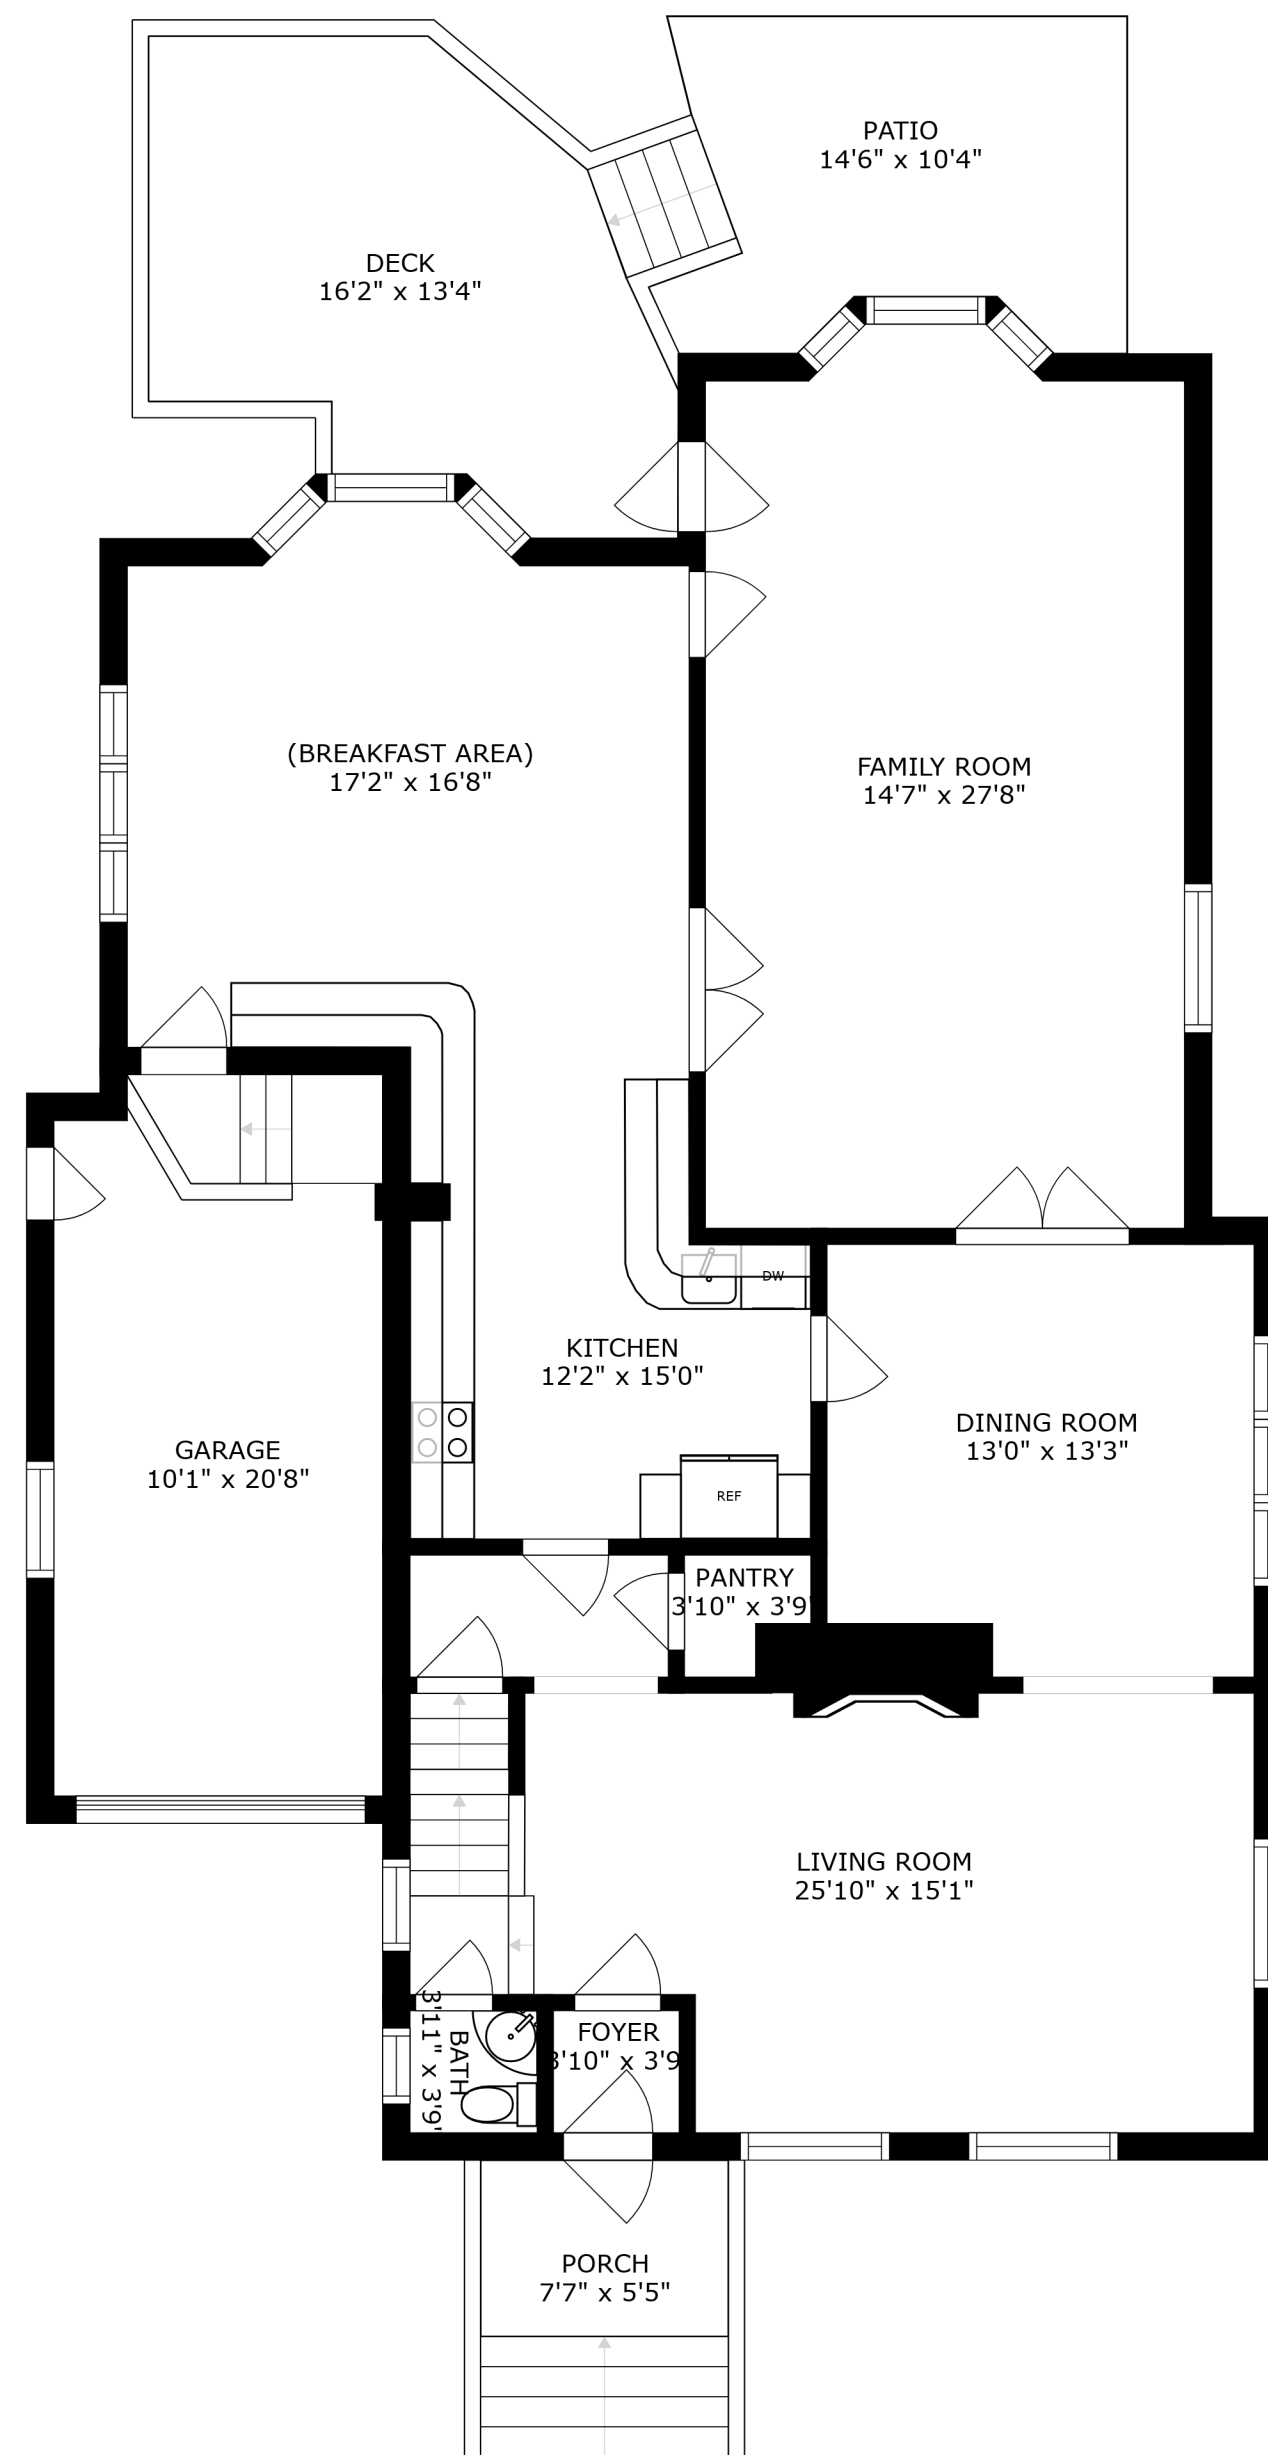 PATIO
14'6" x 10'4"
DECK
16'2" x 13'4"
(BREAKFAST AREA)
17'2" x 16'8"
FAMILY ROOM
14'7" x 27'8"
DW
KITCHEN
12'2" x 15'0"
DINING ROOM
13'0" x 13'3"
GARAGE
10'1" x 20'8"
REF
PANTRY
3'10" x 3'9"
LIVING ROOM
25'10" x 15'1"
BATH
3'11" x 3'9"
FOYER
3'10" x 3'9
PORCH
7'7" x 5'5"